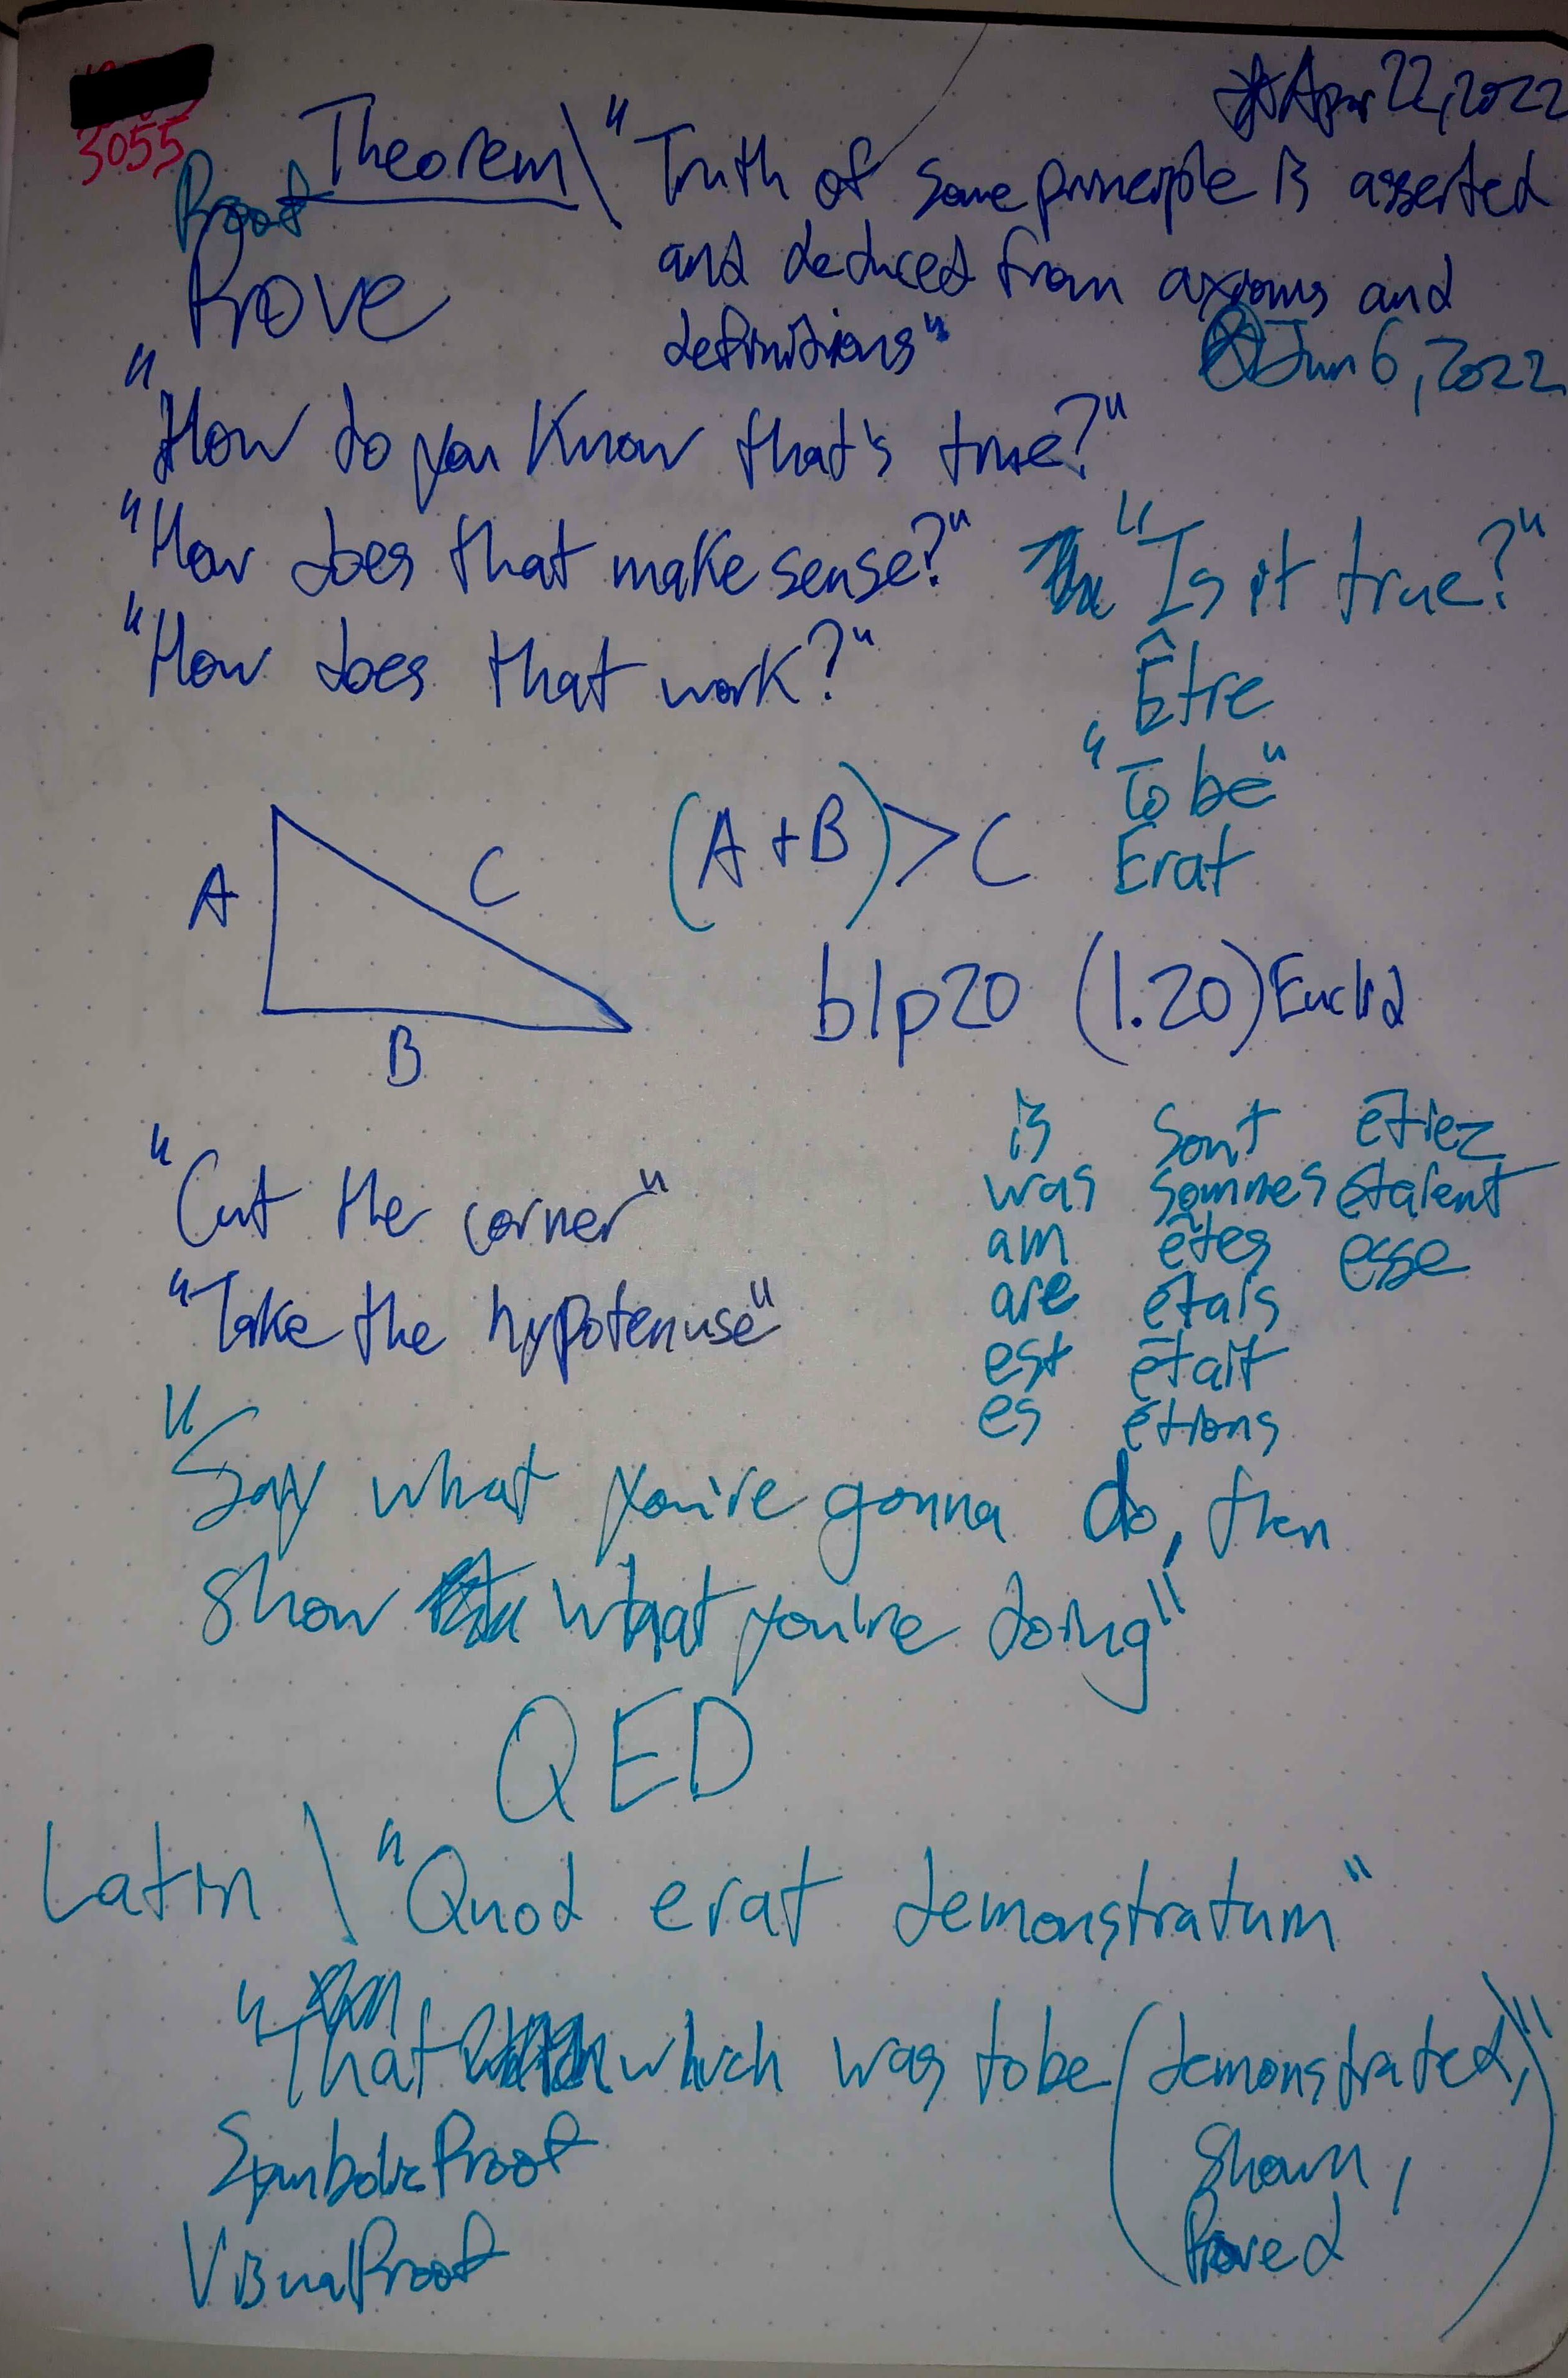 Apr 22, 2022
3055
Theorem \ "Truth of some principle is asserted
and deduced from axioms and
definitions"
Proof
Prove
Jun 6, 2022
"How do you know that's true?"
"How does that make sense?"
"Is it true?"
"How does that work?"
Être
"To be"
Erat
A
C
B
(A + B) > C
b1p20 (1.20) Euclid
is sont étiez
was sommes étaient
am êtes esse
are étais
est était
es étions
"Cut the corner"
"Take the hypotenuse"
"Say what you're gonna do, then
show what you're doing"
QED
Latin \ "Quod erat demonstratum"
"That which was to be (demonstrated,
shown,
Proved)"
Symbolic Proof
Visual Proof